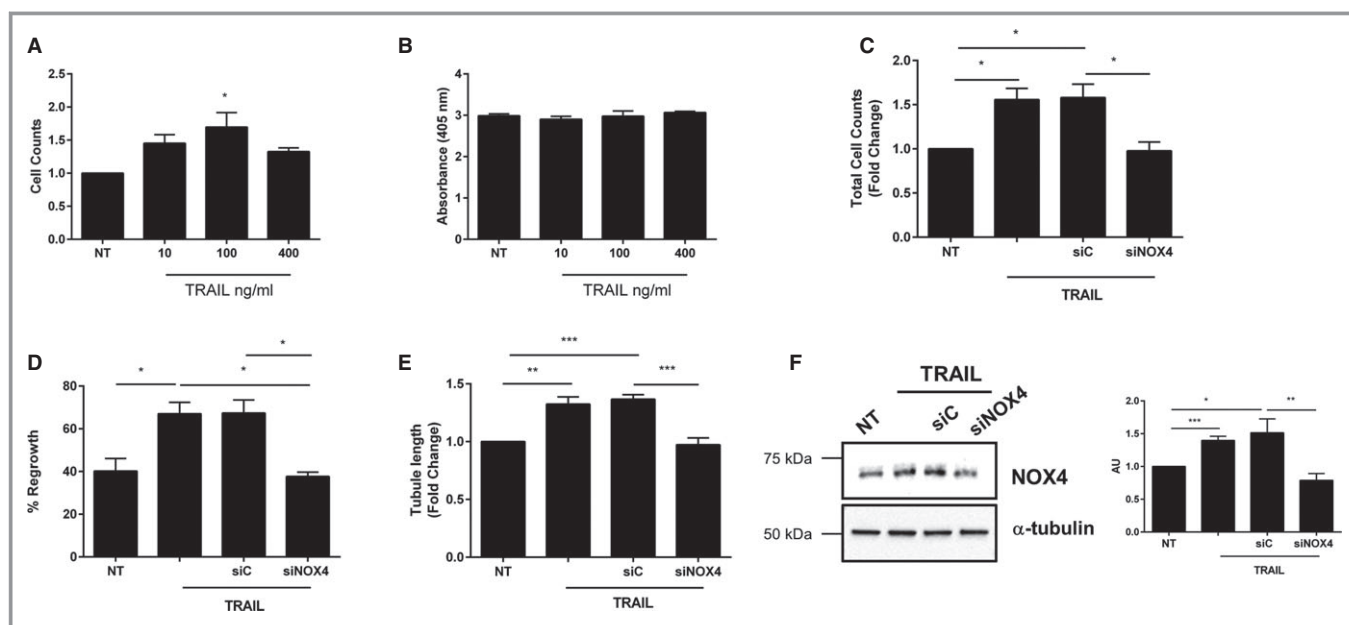 A
Cell Counts
2.5
2.0
*
1.5
1.0
0.5
0.0
NT 10 100 400
TRAIL ng/ml
B
Absorbance (405 nm)
4
3
2
1
0
NT 10 100 400
TRAIL ng/ml
C
Total Cell Counts
(Fold Change)
*
* *
2.0
1.5
1.0
0.5
0.0
NT siC siNOX4
TRAIL
D
% Regrowth
*
* *
80
60
40
20
0
NT siC siNOX4
TRAIL
E
Tubule length
(Fold Change)
***
** ***
1.5
1.0
0.5
0.0
NT siC siNOX4
TRAIL
F
TRAIL
NT siC siNOX4
75 kDa
NOX4
50 kDa
α-tubulin
AU
* **
***
2.0
1.5
1.0
0.5
0.0
NT siC siNOX4
TRAIL